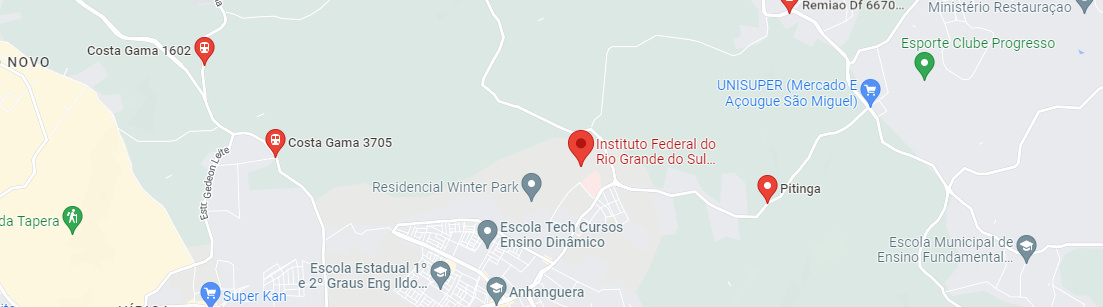 Remiao Df 6670...
Ministério Restauraçao
Costa Gama 1602
Esporte Clube Progresso
NOVO
UNISUPER (Mercado E
Açougue São Miguel)
Costa Gama 3705
Instituto Federal do
Rio Grande do Sul...
Estr. Gedeon Leite
Residencial Winter Park
Pitinga
da Tapera
Escola Tech Cursos
Ensino Dinâmico
Escola Municipal de
Ensino Fundamental...
Escola Estadual 1º
e 2º Graus Eng Ildo...
Anhanguera
Super Kan